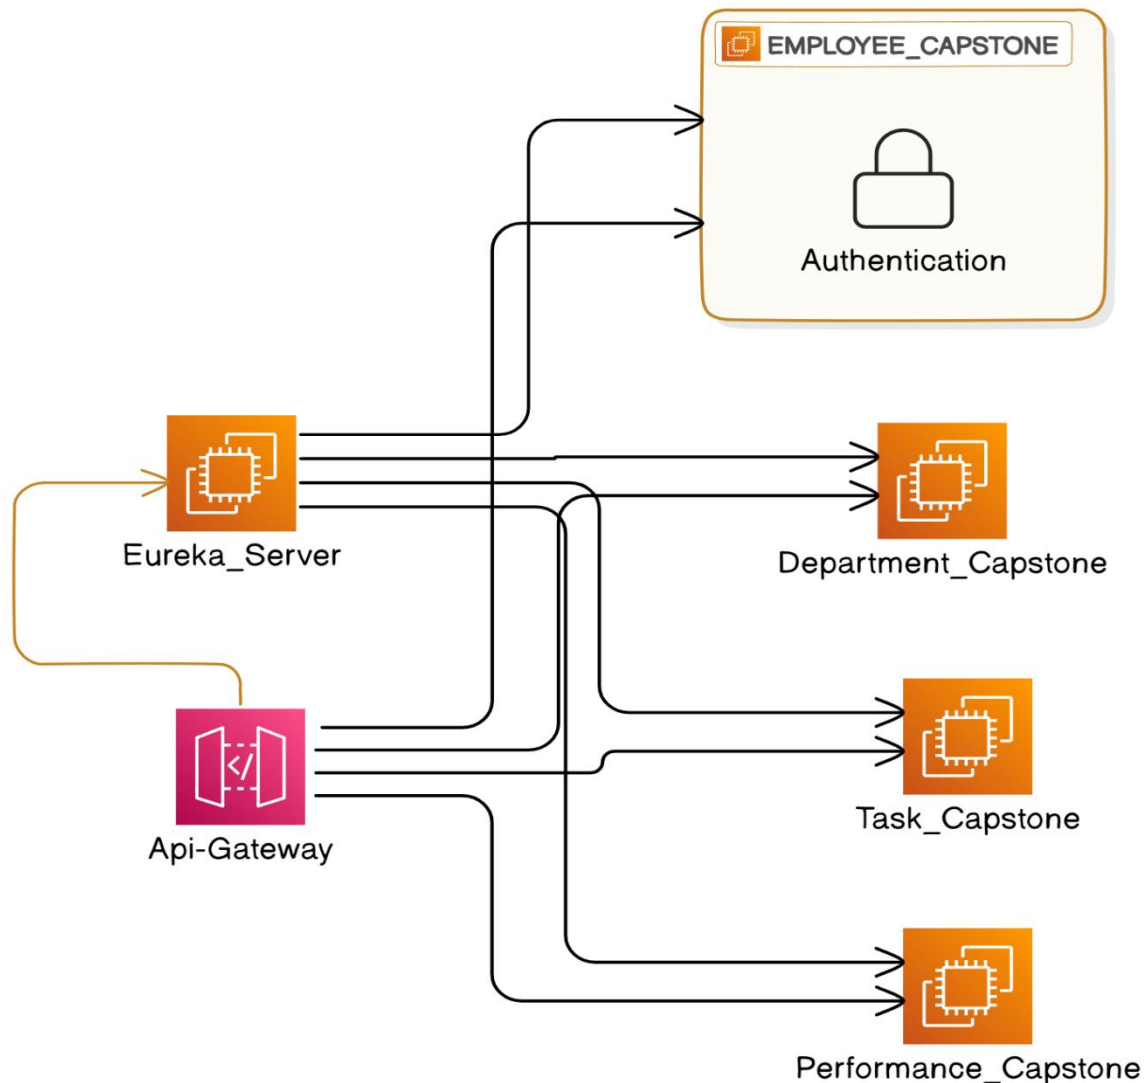 EMPLOYEE_CAPSTONE
Authentication
Eureka_Server
Department_Capstone
Api-Gateway
</>
Task_Capstone
Performance_Capstone